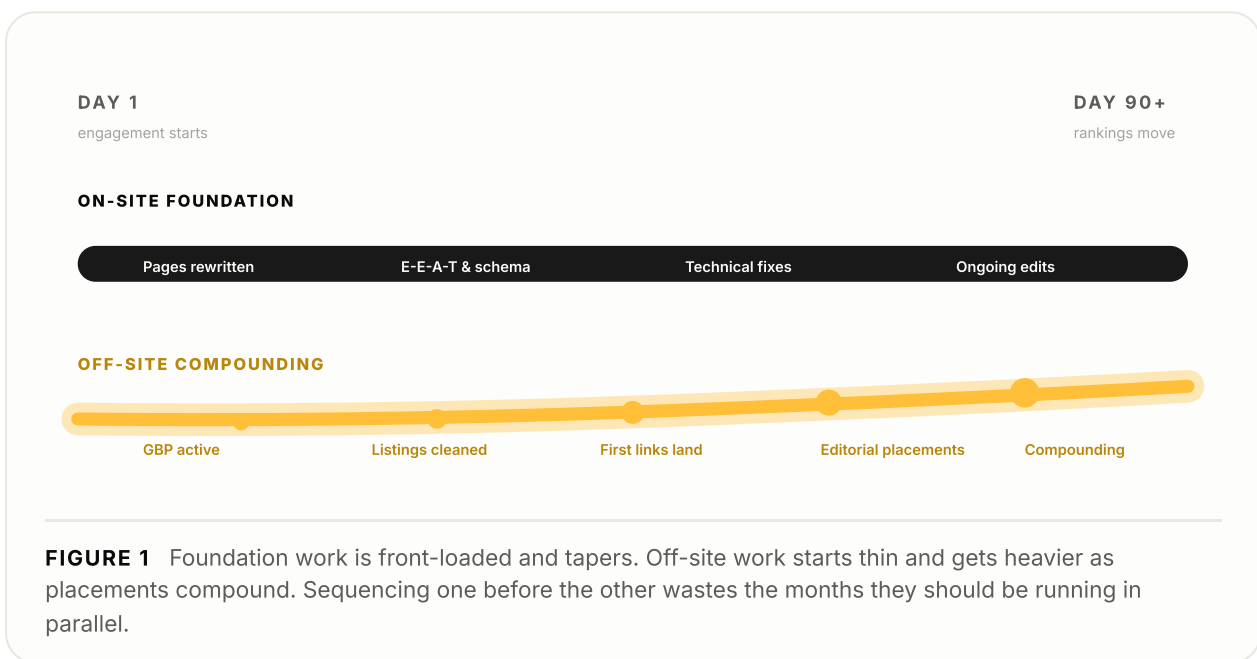 DAY 1
DAY 90+
engagement starts
rankings move
ON-SITE FOUNDATION
Pages rewritten
E-E-A-T & schema
Technical fixes
Ongoing edits
OFF-SITE COMPOUNDING
GBP active
Listings cleaned
First links land
Editorial placements
Compounding
FIGURE 1 Foundation work is front-loaded and tapers. Off-site work starts thin and gets heavier as
placements compound. Sequencing one before the other wastes the months they should be running in
parallel.